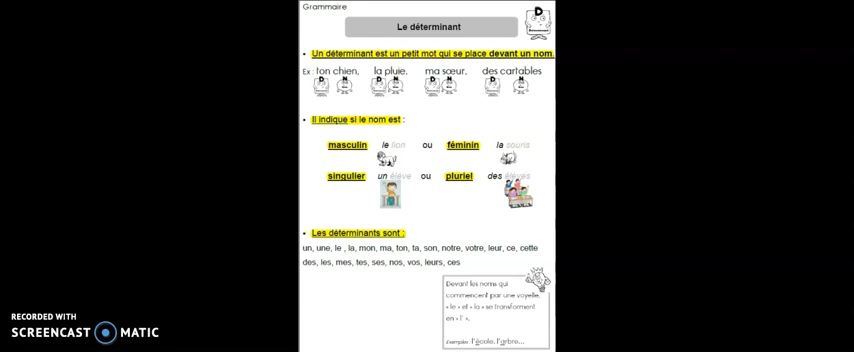 Grammaire
Le déterminant
D
• Un déterminant est un petit mot qui se place devant un nom.
Ex : ton chien, la pluie, ma sœur, des cartables
D N D N D N D N
• Il indique si le nom est :
masculin le lion ou féminin la souris
singulier un élève ou pluriel des élèves
• Les déterminants sont :
un, une, le , la, mon, ma, ton, ta, son, notre, votre, leur, ce, cette
des, les, mes, tes, ses, nos, vos, leurs, ces
Devant les noms qui
commencent par une voyelle,
« le » et « la » se transforment
en « l' ».
Exemples : l'école, l'arbre...
RECORDED WITH
SCREENCAST MATIC